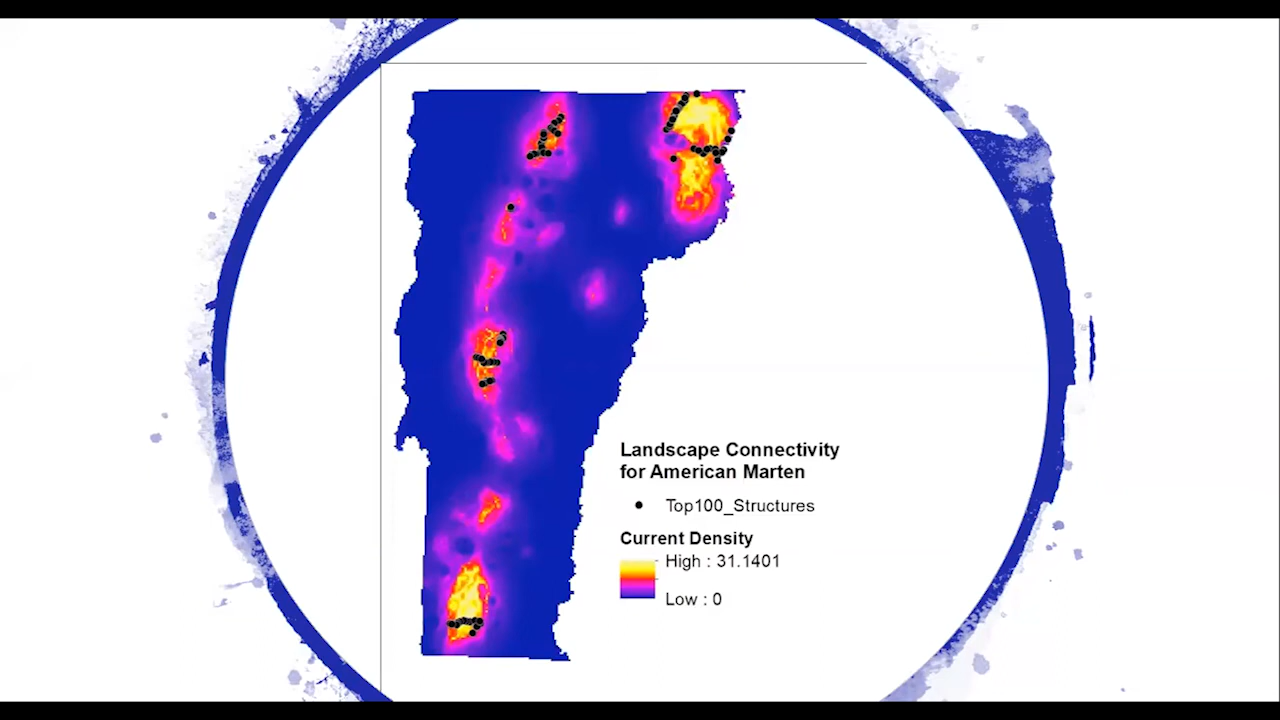 Landscape Connectivity
for American Marten
Top100_Structures
Current Density
High : 31.1401
Low : 0